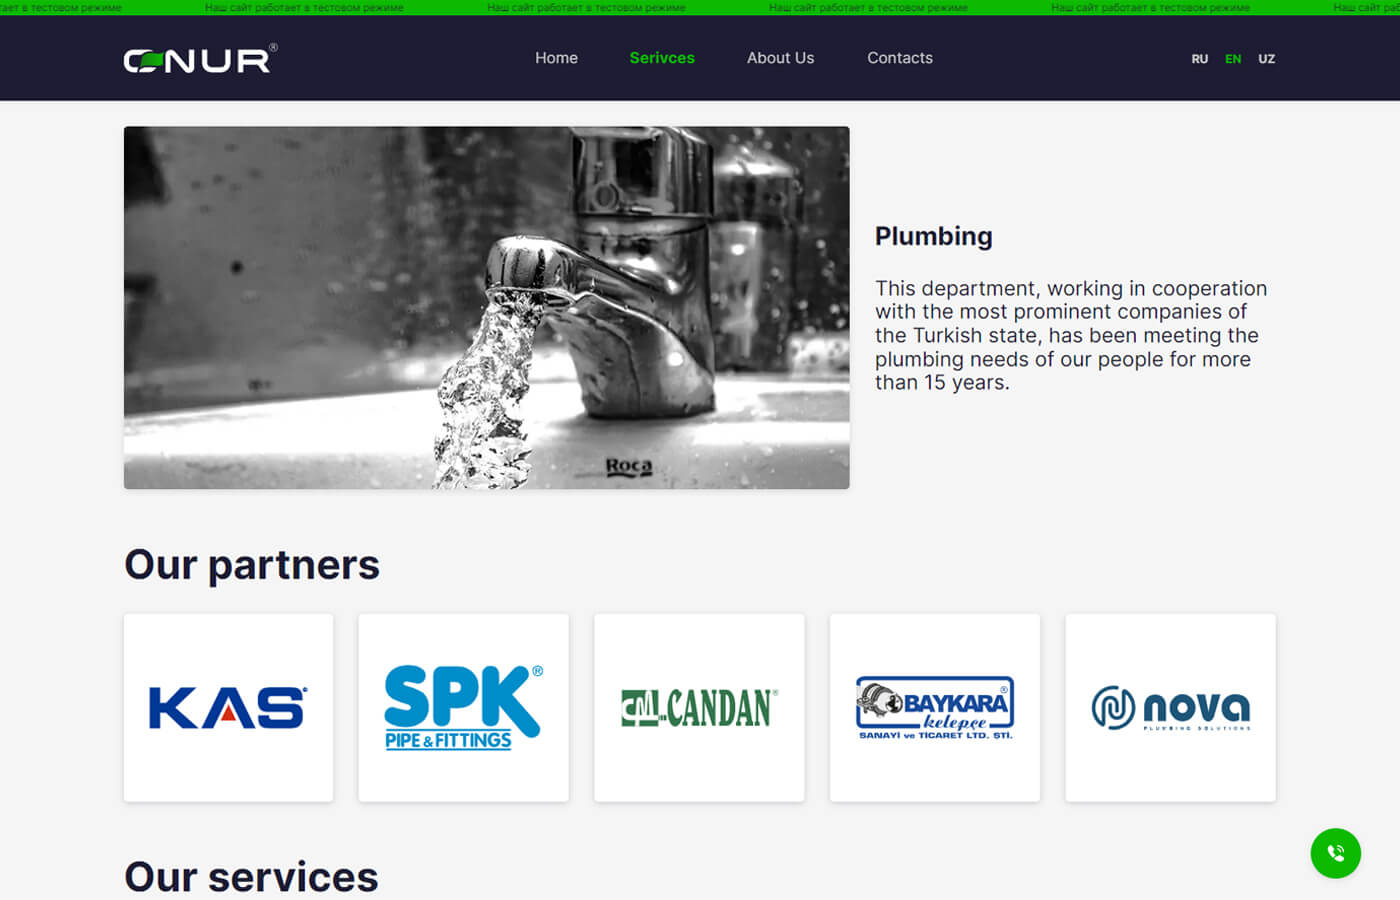 ает в тестовом режиме Наш сайт работает в тестовом режиме Наш сайт работает в тестовом режиме Наш сайт работает в тестовом режиме Наш сайт работает в тестовом режиме Наш сайт раб
ONUR®
Home Serivces About Us Contacts
RU EN UZ
Roca
Plumbing
This department, working in cooperation
with the most prominent companies of
the Turkish state, has been meeting the
plumbing needs of our people for more
than 15 years.
Our partners
KAS
SPK®
PIPE & FITTINGS
CM CANDAN®
BAYKARA®
kelepçe
SANAYİ ve TİCARET LTD. ŞTİ.
nova
PLUMBING SOLUTIONS
Our services